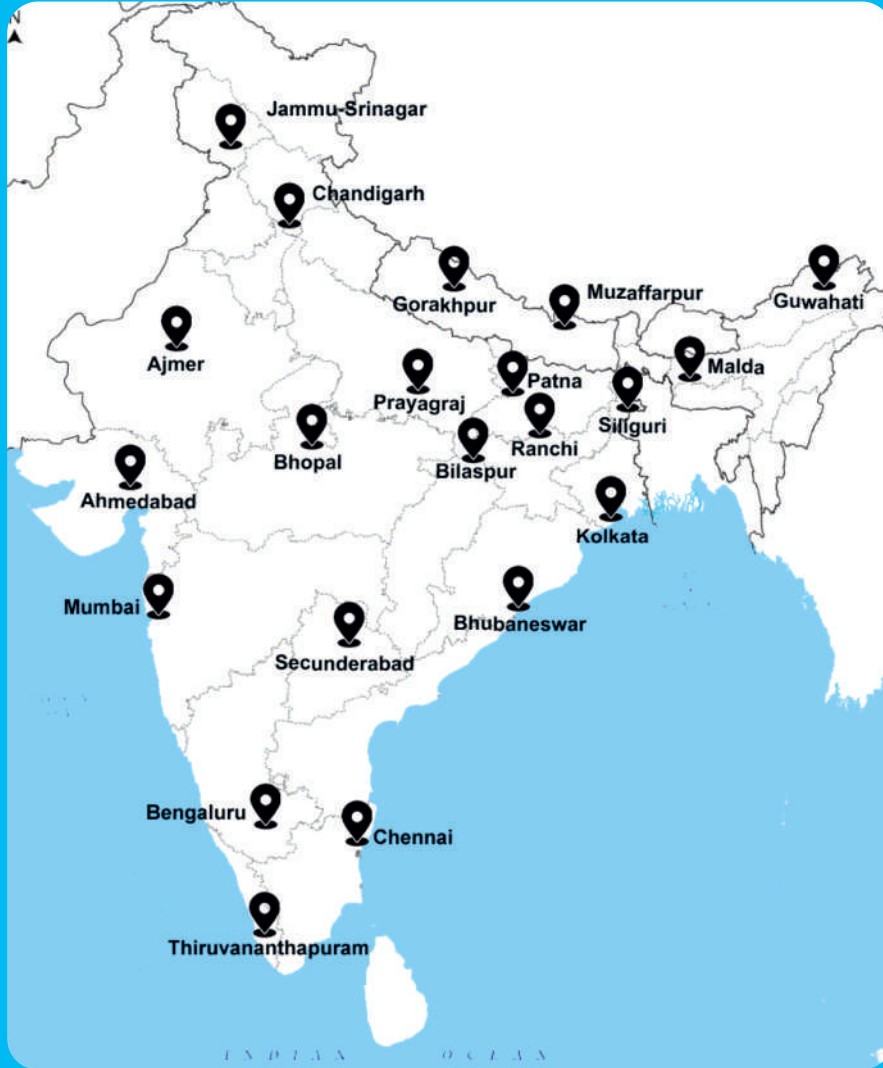 N
Jammu-Srinagar
Chandigarh
Gorakhpur
Muzaffarpur
Guwahati
Ajmer
Prayagraj
Patna
Malda
Siliguri
Bhopal
Ranchi
Bilaspur
Ahmedabad
Kolkata
Mumbai
Bhubaneswar
Secunderabad
Bengaluru
Chennai
Thiruvananthapuram
INDIAN OCEAN